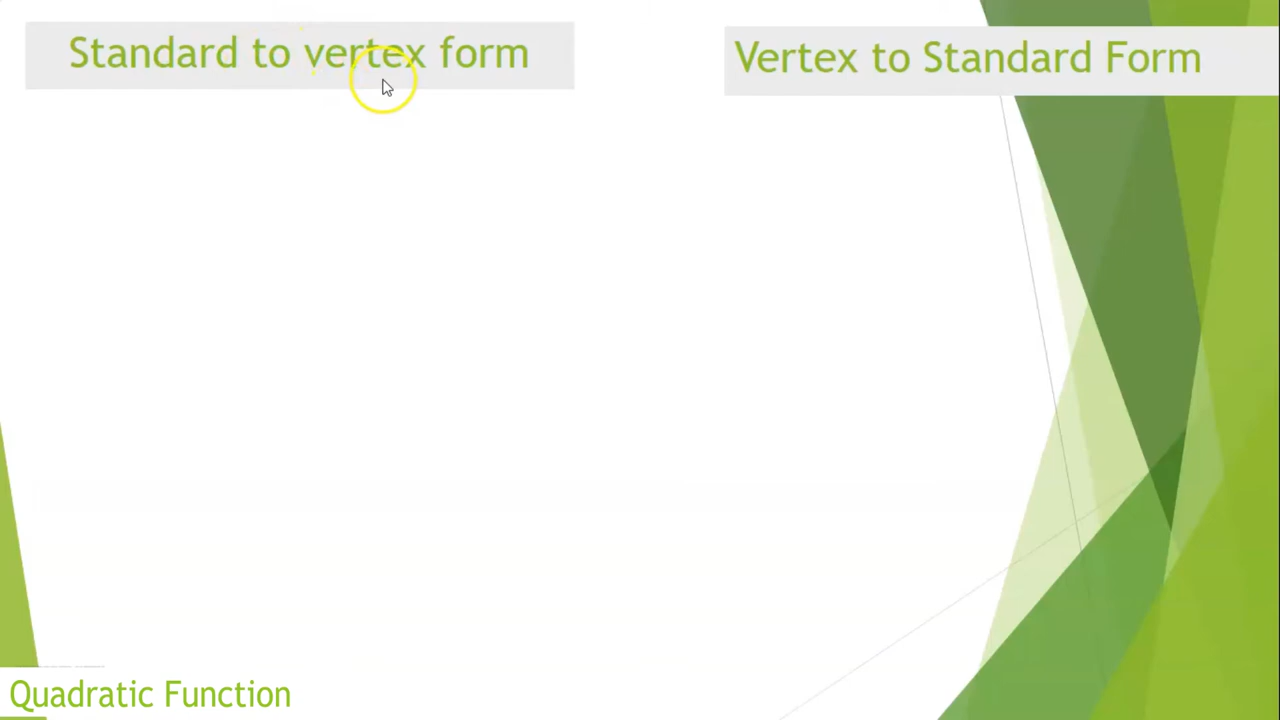 Standard to vertex form
Vertex to Standard Form
Quadratic Function